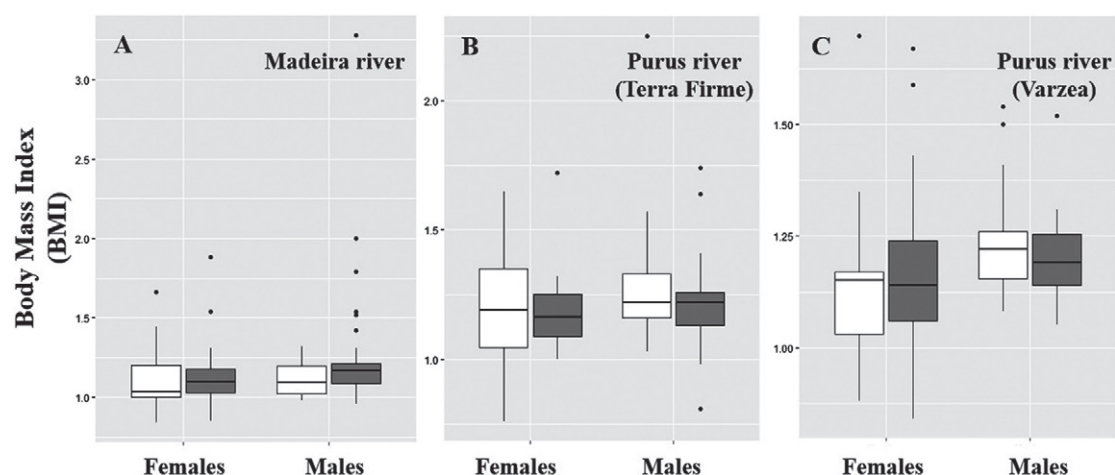 Body Mass Index
(BMI)
A
Madeira river
3.0
2.5
2.0
1.5
1.0
Females
Males
B
Purus river
(Terra Firme)
2.0
1.5
1.0
Females
Males
C
Purus river
(Varzea)
1.50
1.25
1.00
Females
Males